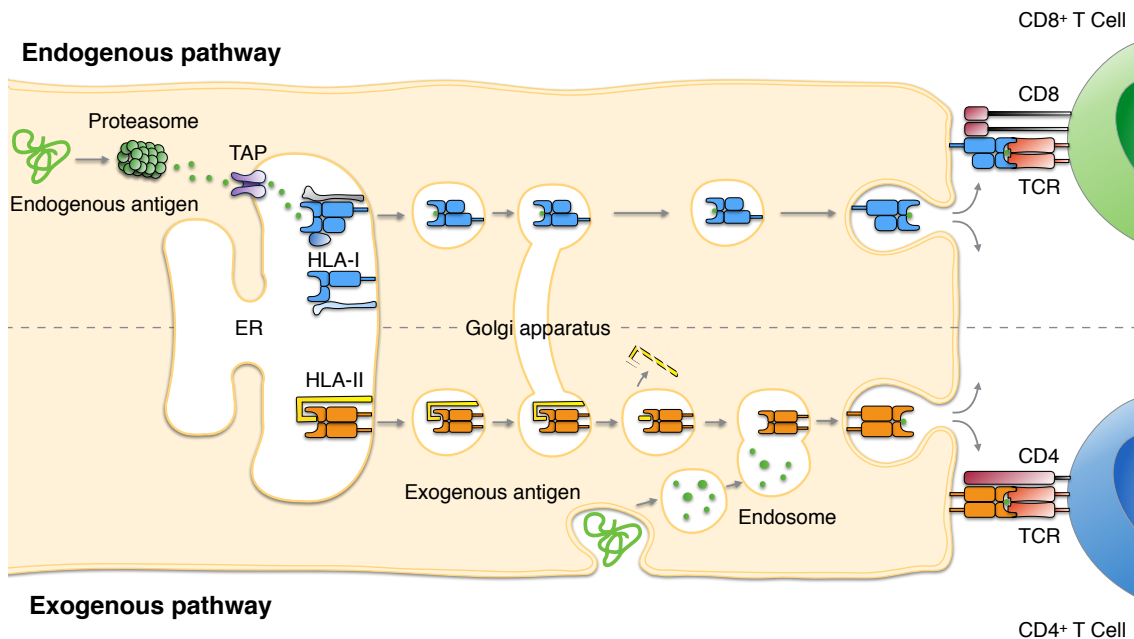 CD8⁺ T Cell
Endogenous pathway
CD8
Proteasome
TAP
TCR
Endogenous antigen
HLA-I
ER
Golgi apparatus
HLA-II
CD4
Exogenous antigen
Endosome
TCR
Exogenous pathway
CD4⁺ T Cell